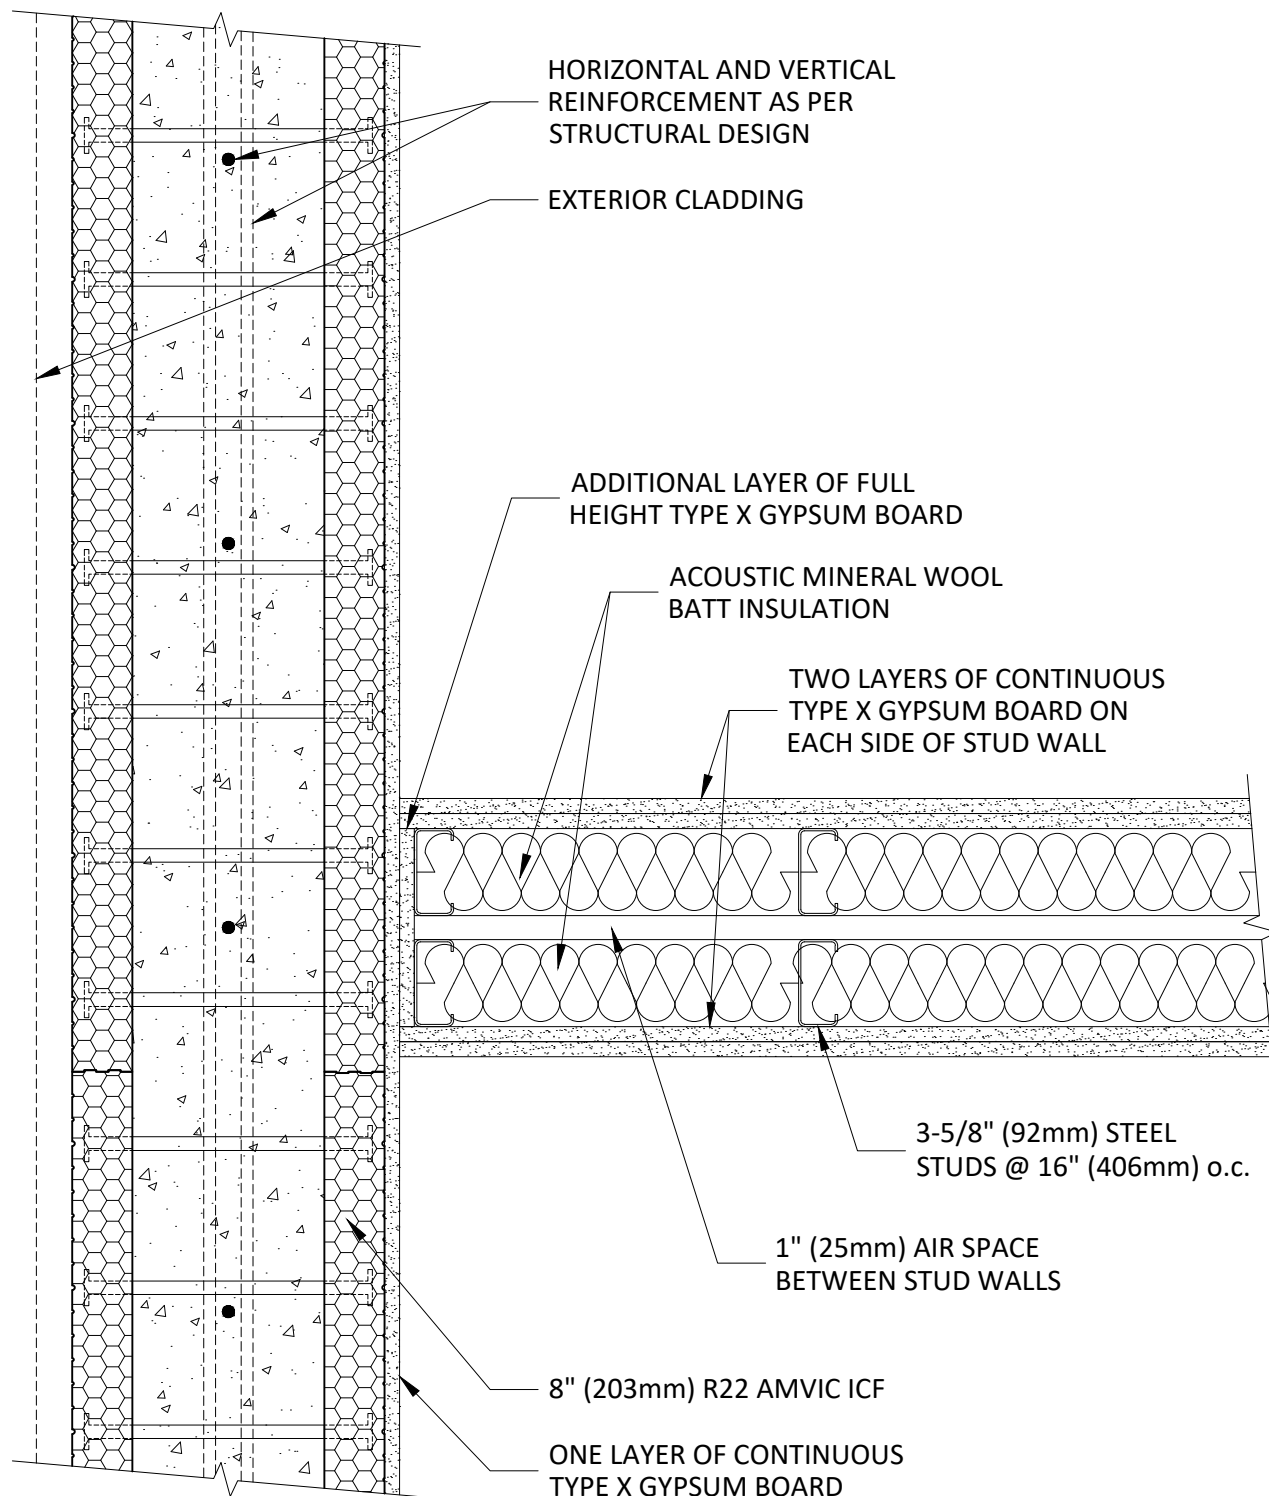 HORIZONTAL AND VERTICAL
REINFORCEMENT AS PER
STRUCTURAL DESIGN
EXTERIOR CLADDING
ADDITIONAL LAYER OF FULL
HEIGHT TYPE X GYPSUM BOARD
ACOUSTIC MINERAL WOOL
BATT INSULATION
TWO LAYERS OF CONTINUOUS
TYPE X GYPSUM BOARD ON
EACH SIDE OF STUD WALL
3-5/8" (92mm) STEEL
STUDS @ 16" (406mm) o.c.
1" (25mm) AIR SPACE
BETWEEN STUD WALLS
8" (203mm) R22 AMVIC ICF
ONE LAYER OF CONTINUOUS
TYPE X GYPSUM BOARD